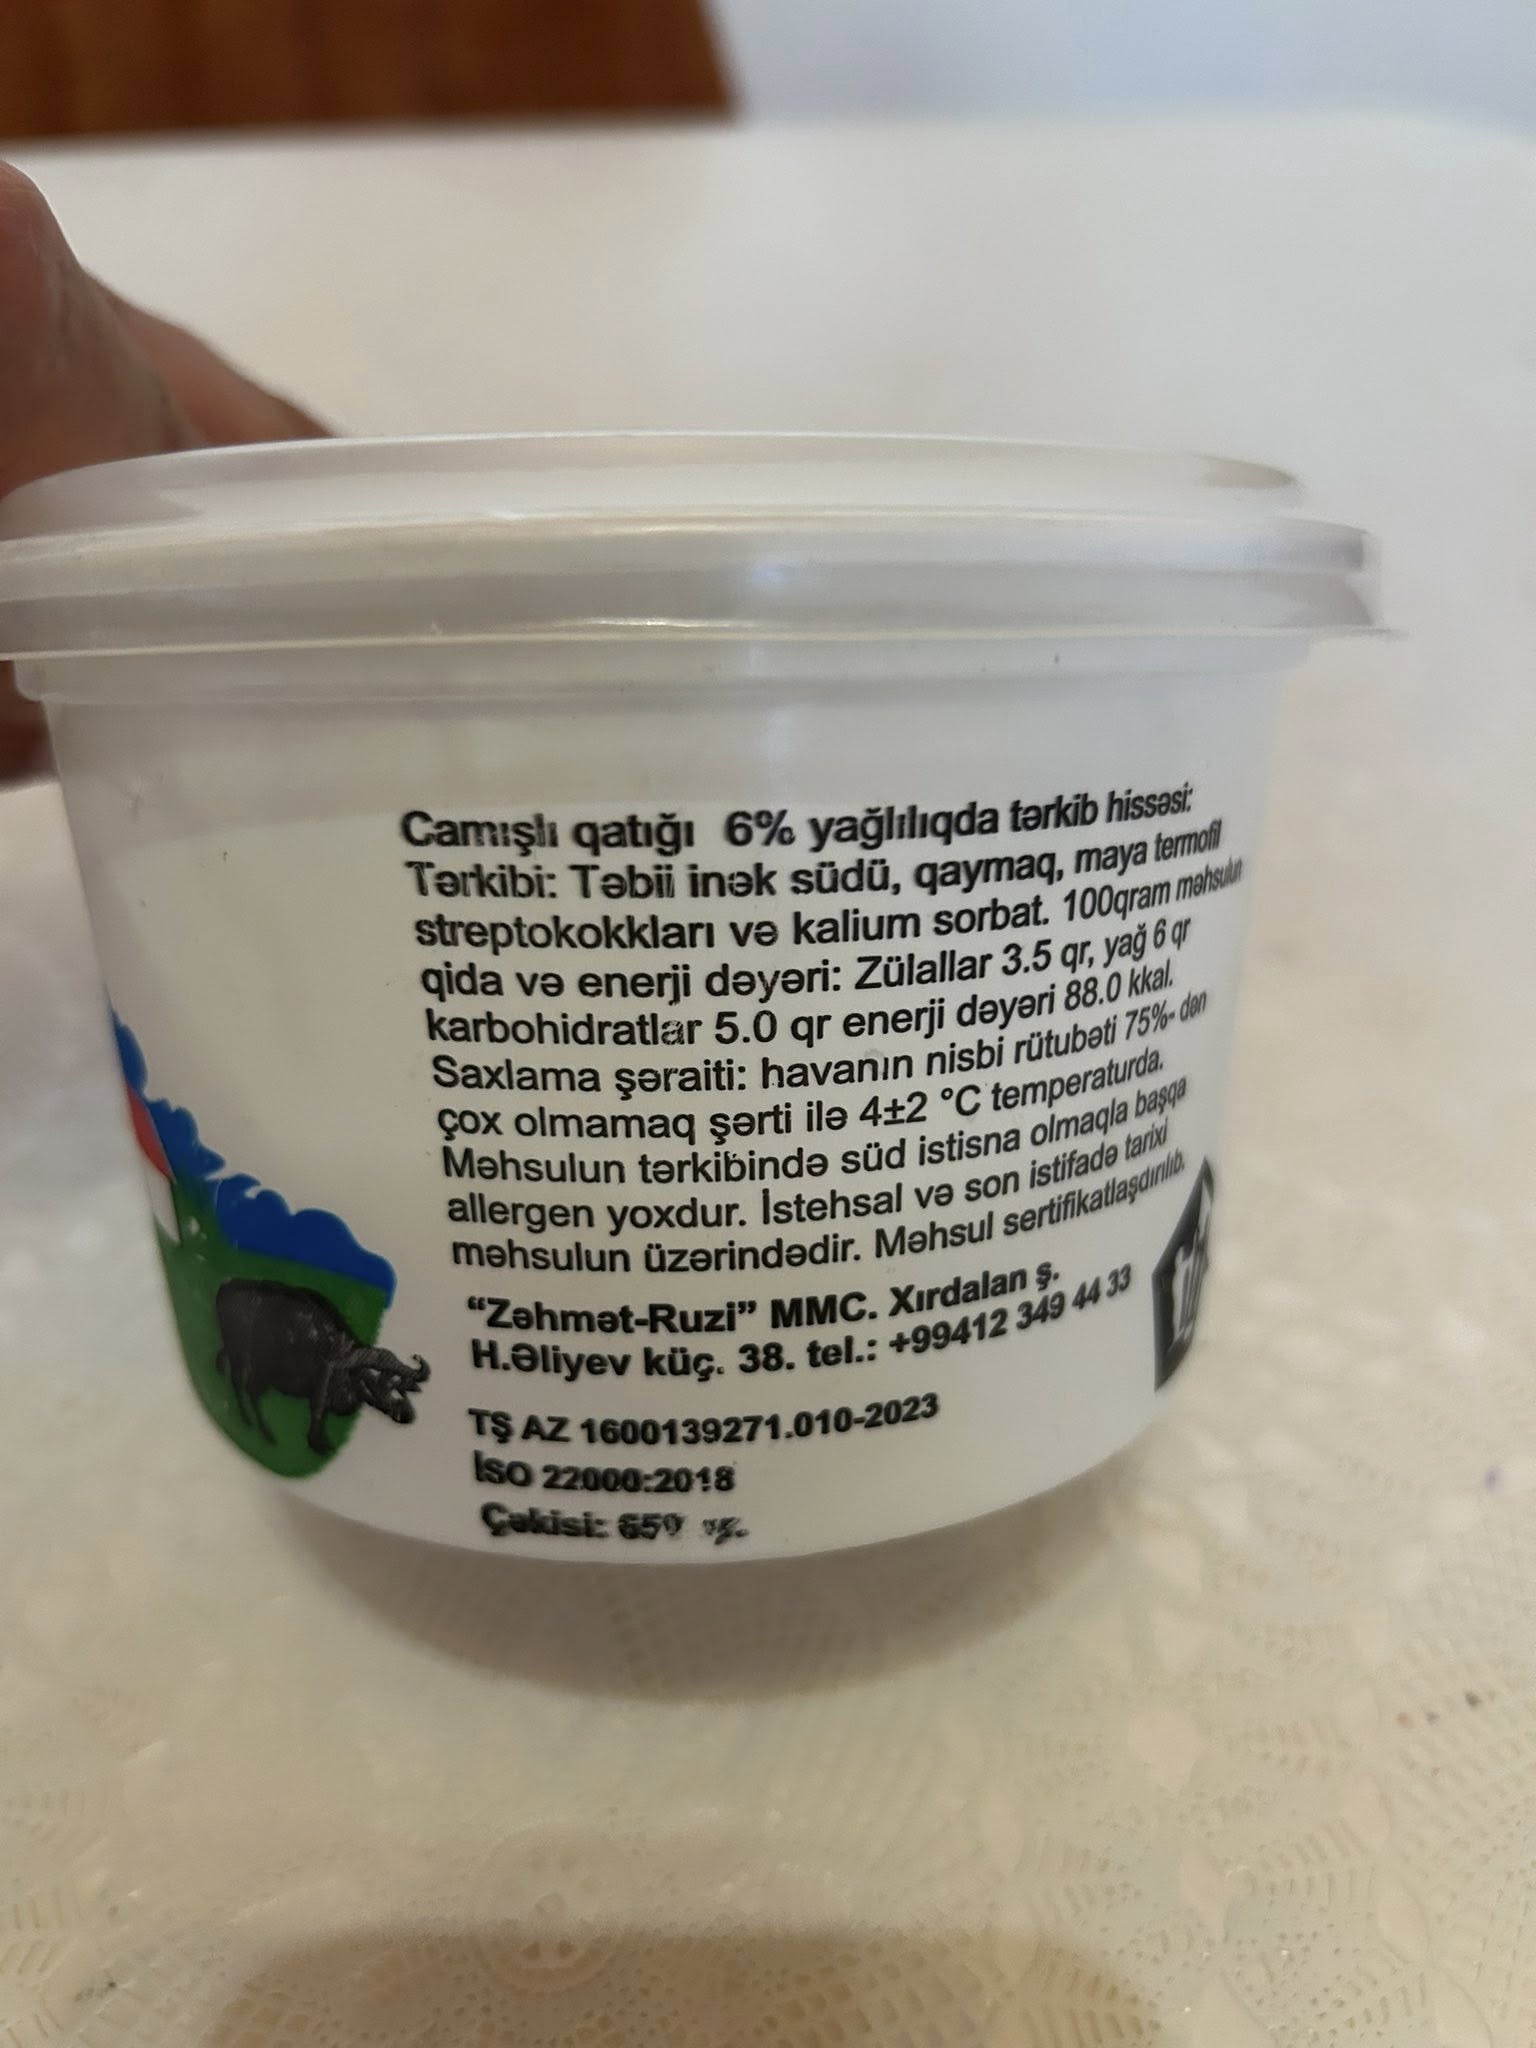 Camışlı qatığı 6% yağlılıqda tərkib hissəsi:
Tərkibi: Təbii inək südü, qaymaq, maya termofil
streptokokkları və kalium sorbat. 100qram məhsulun
qida və enerji dəyəri: Zülallar 3.5 qr, yağ 6 qr
karbohidratlar 5.0 qr enerji dəyəri 88.0 kkal.
Saxlama şəraiti: havanın nisbi rütubəti 75%- dən
çox olmamaq şərti ilə 4±2 °C temperaturda.
Məhsulun tərkibində süd istisna olmaqla başqa
allergen yoxdur. İstehsal və son istifadə tarixi
məhsulun üzərindədir. Məhsul sertifikatlaşdırılıb.
“Zəhmət-Ruzi” MMC. Xırdalan ş.
H.Əliyev küç. 38. tel.: +99412 349 44 33
TŞ AZ 1600139271.010-2023
İSO 22000:2018
Çəkisi: 650